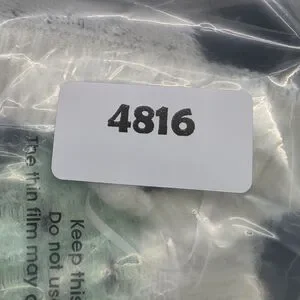 4816
Keep this
Do not us
The thin film may c